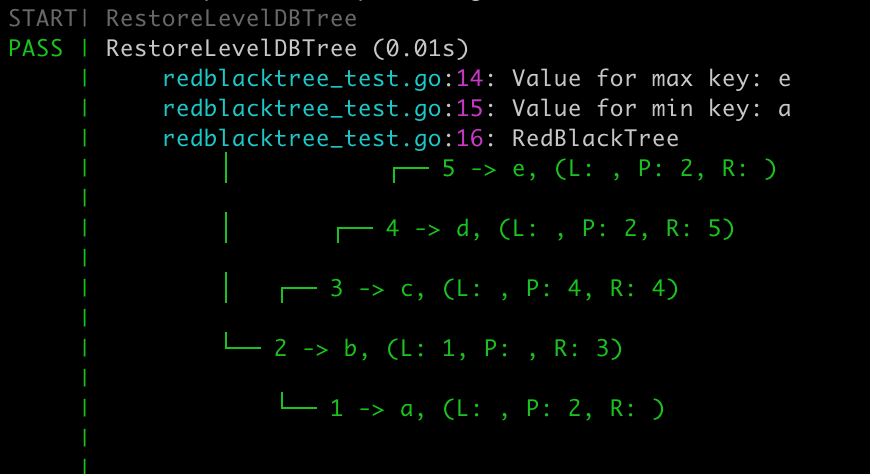 START| RestoreLevelDBTree
PASS | RestoreLevelDBTree (0.01s)
     |     redblacktree_test.go:14: Value for max key: e
     |     redblacktree_test.go:15: Value for min key: a
     |     redblacktree_test.go:16: RedBlackTree
     |         │           ┌── 5 -> e, (L: , P: 2, R: )
     |
     |         │       ┌── 4 -> d, (L: , P: 2, R: 5)
     |
     |         │   ┌── 3 -> c, (L: , P: 4, R: 4)
     |
     |         └── 2 -> b, (L: 1, P: , R: 3)
     |
     |             └── 1 -> a, (L: , P: 2, R: )
     |
     |